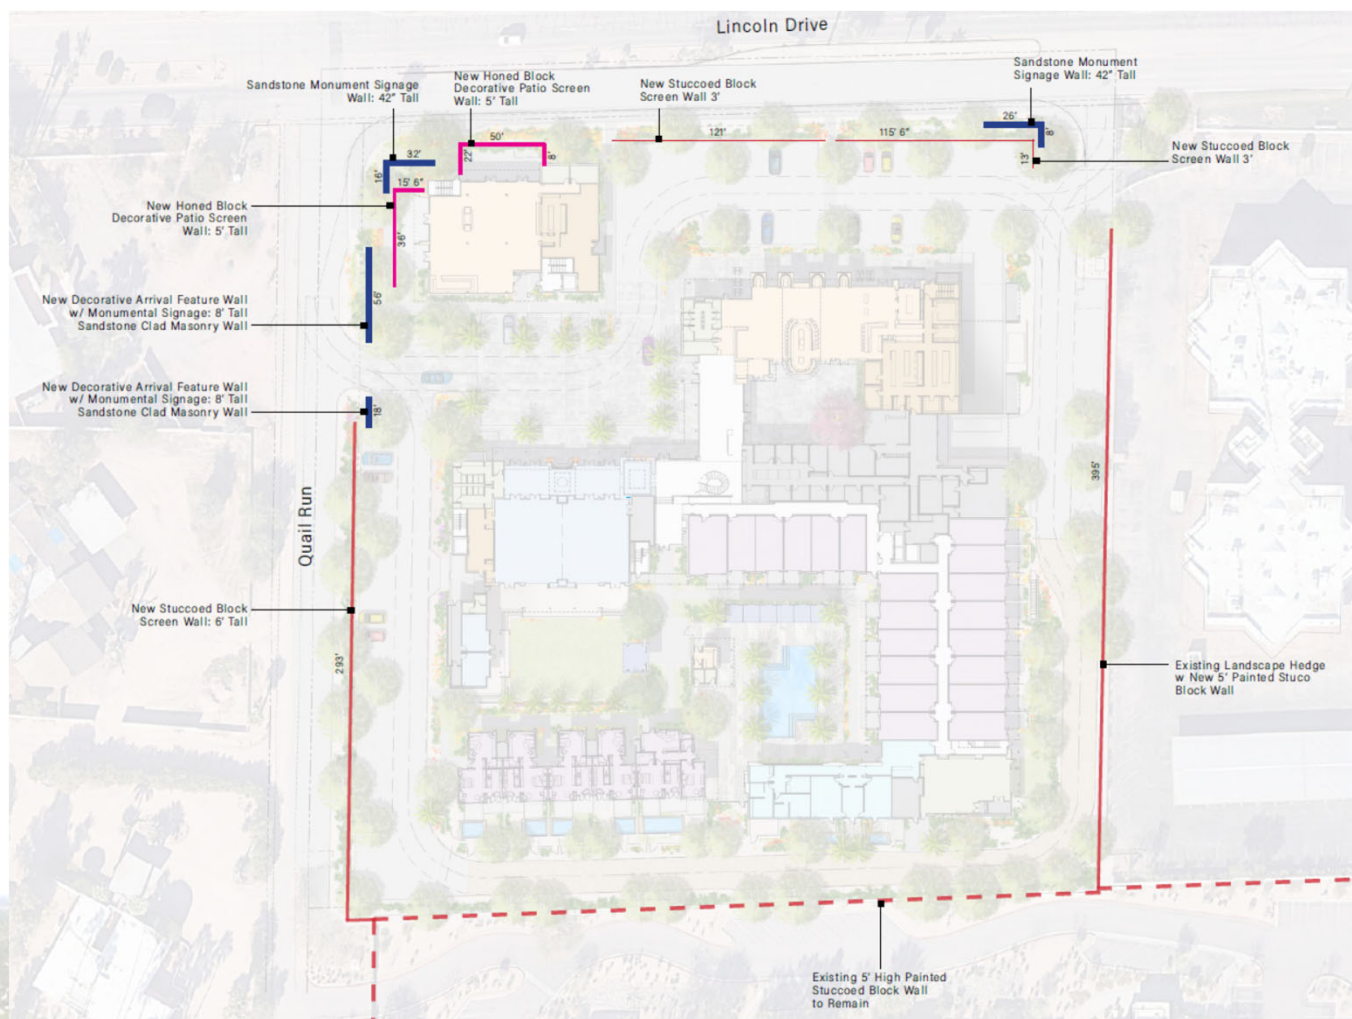 Lincoln Drive
Sandstone Monument Signage
Wall: 42" Tall
New Honed Block
Decorative Patio Screen
Wall: 5' Tall
New Stuccoed Block
Screen Wall 3'
Sandstone Monument
Signage Wall: 42" Tall
26'
8'
121'
115' 6"
13'
New Stuccoed Block
Screen Wall 3'
50'
22'
8'
32'
16'
15' 6"
36'
New Honed Block
Decorative Patio Screen
Wall: 5' Tall
New Decorative Arrival Feature Wall
w/ Monumental Signage: 8' Tall
Sandstone Clad Masonry Wall
56'
New Decorative Arrival Feature Wall
w/ Monumental Signage: 8' Tall
Sandstone Clad Masonry Wall
18'
395'
Quail Run
New Stuccoed Block
Screen Wall: 6' Tall
293'
Existing Landscape Hedge
w New 5' Painted Stuco
Block Wall
Existing 5' High Painted
Stuccoed Block Wall
to Remain